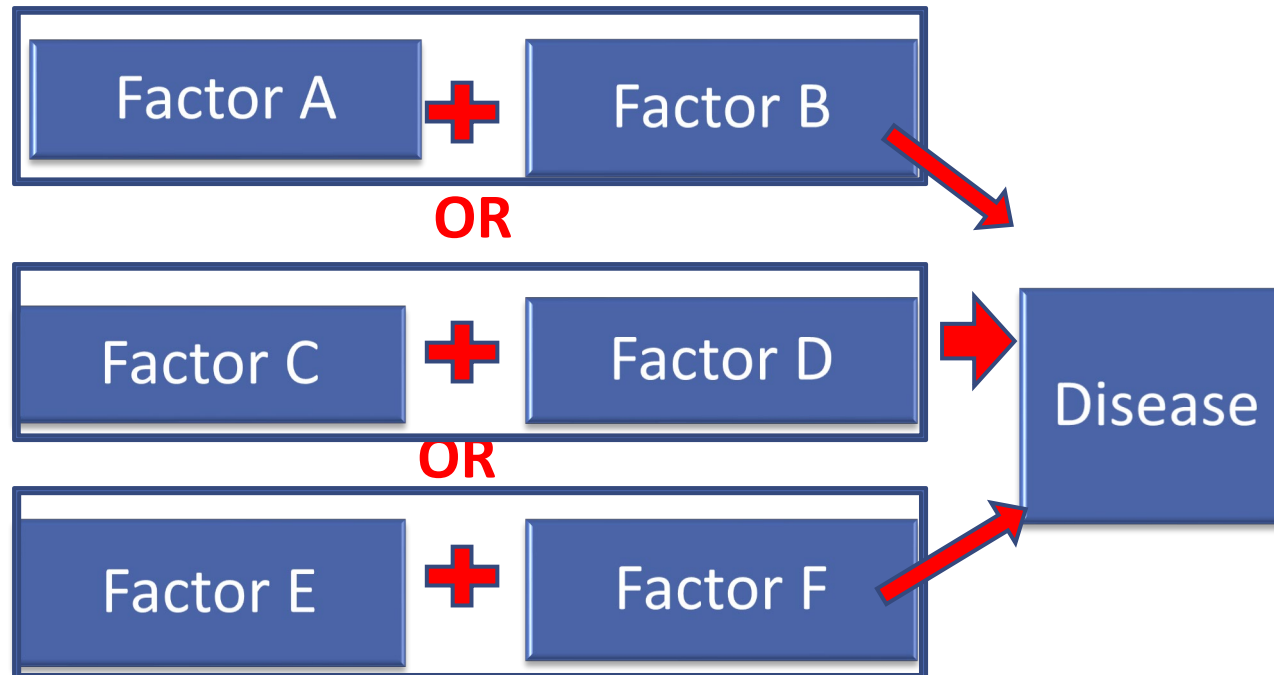 Factor A
Factor B
OR
Factor C
Factor D
Disease
OR
Factor E
Factor F